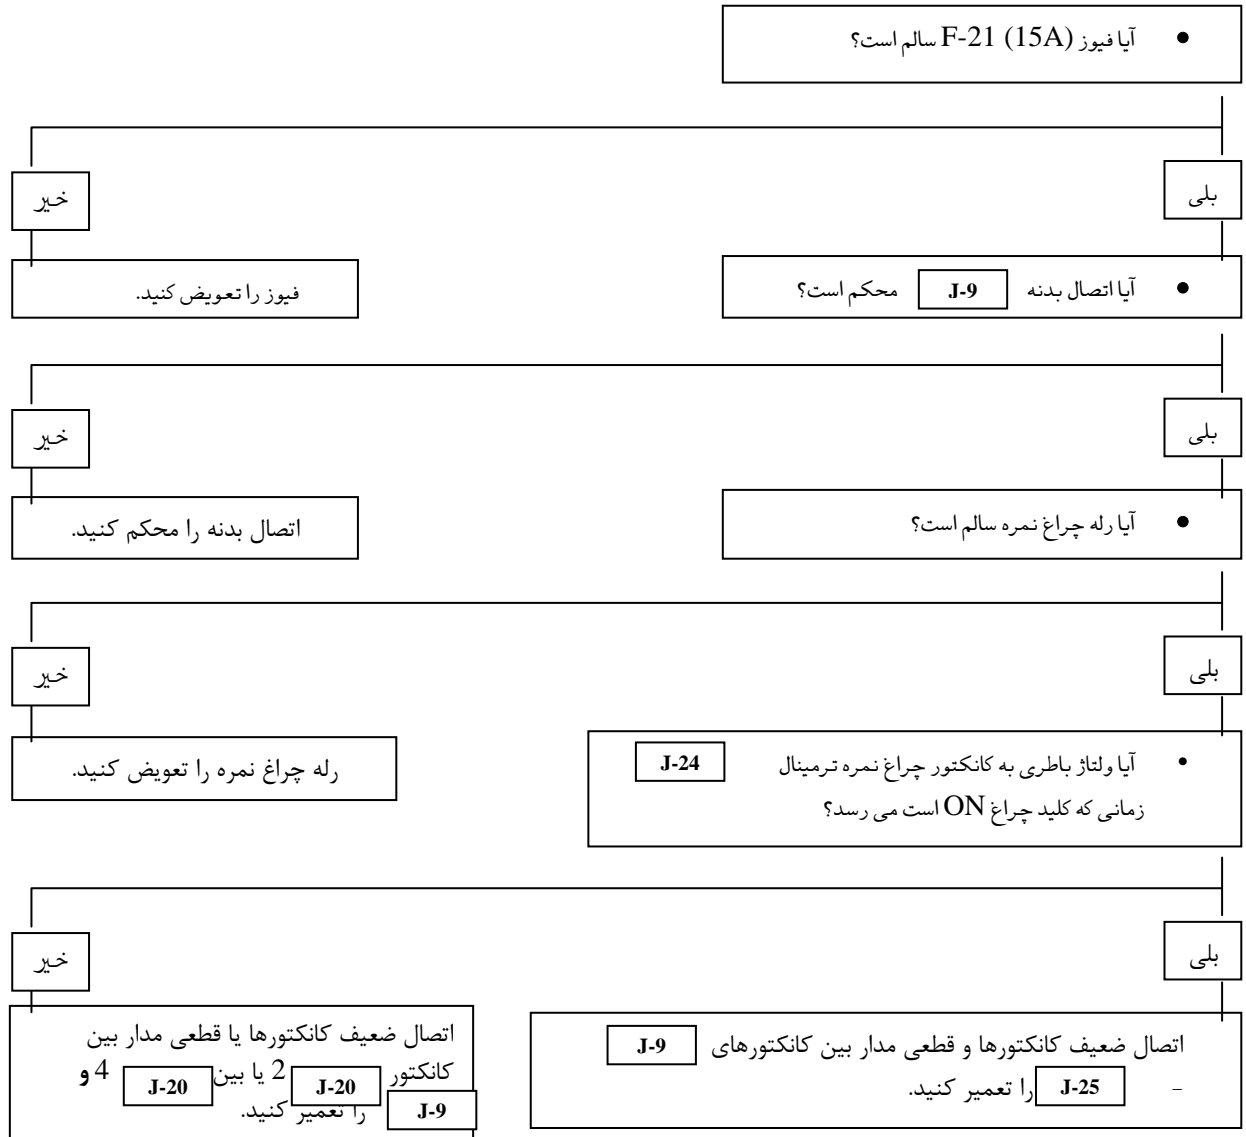 آیا فیوز F-21 (15A) سالم است؟
خیر
بلی
فیوز را تعویض کنید.
آیا اتصال بدنه J-9 محکم است؟
خیر
بلی
اتصال بدنه را محکم کنید.
آیا رله چراغ نمره سالم است؟
خیر
بلی
رله چراغ نمره را تعویض کنید.
آیا ولتاژ باطری به کانکتور چراغ نمره ترمینال J-24
زمانی که کلید چراغ ON است می رسد؟
خیر
بلی
اتصال ضعیف کانکتورها یا قطعی مدار بین
کانکتور J-20 2 یا بین J-20 4 و
J-9 را تعمیر کنید.
اتصال ضعیف کانکتورها و قطعی مدار بین کانکتورهای J-9
- J-25 را تعمیر کنید.